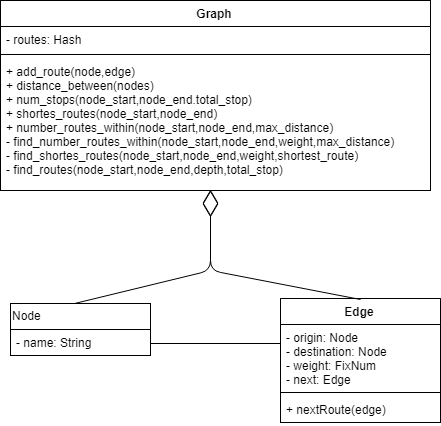 Graph
- routes: Hash
+ add_route(node,edge)
+ distance_between(nodes)
+ num_stops(node_start,node_end.total_stop)
+ shortes_routes(node_start,node_end)
+ number_routes_within(node_start,node_end,max_distance)
- find_number_routes_within(node_start,node_end,weight,max_distance)
- find_shortes_routes(node_start,node_end,weight,shortest_route)
- find_routes(node_start,node_end,depth,total_stop)
Node
- name: String
Edge
- origin: Node
- destination: Node
- weight: FixNum
- next: Edge
+ nextRoute(edge)